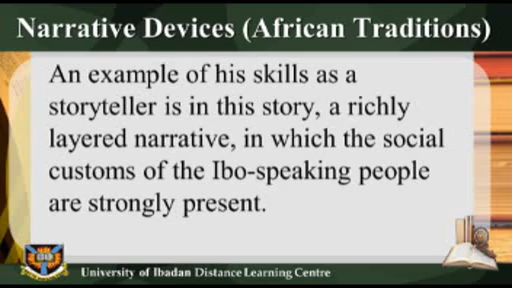 Narrative Devices (African Traditions)
An example of his skills as a
storyteller is in this story, a richly
layered narrative, in which the social
customs of the Ibo-speaking people
are strongly present.
University of Ibadan Distance Learning Centre